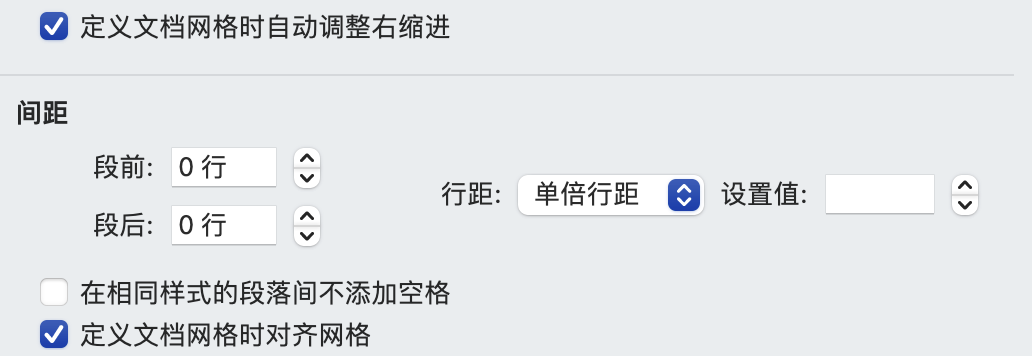 定义文档网格时自动调整右缩进
间距
段前: 0 行
行距: 单倍行距 设置值:
段后: 0 行
在相同样式的段落间不添加空格
定义文档网格时对齐网格